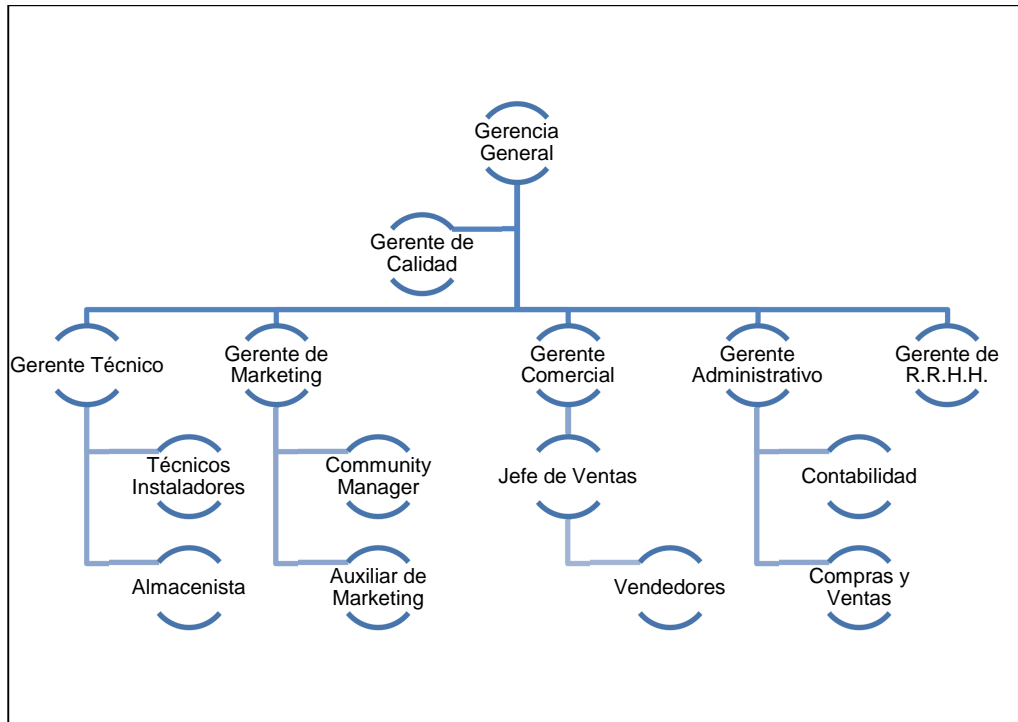 Gerencia
General
Gerente de
Calidad
Gerente Técnico
Gerente de
Marketing
Gerente
Comercial
Gerente
Administrativo
Gerente de
R.R.H.H.
Técnicos
Instaladores
Community
Manager
Jefe de Ventas
Contabilidad
Almacenista
Auxiliar de
Marketing
Vendedores
Compras y
Ventas